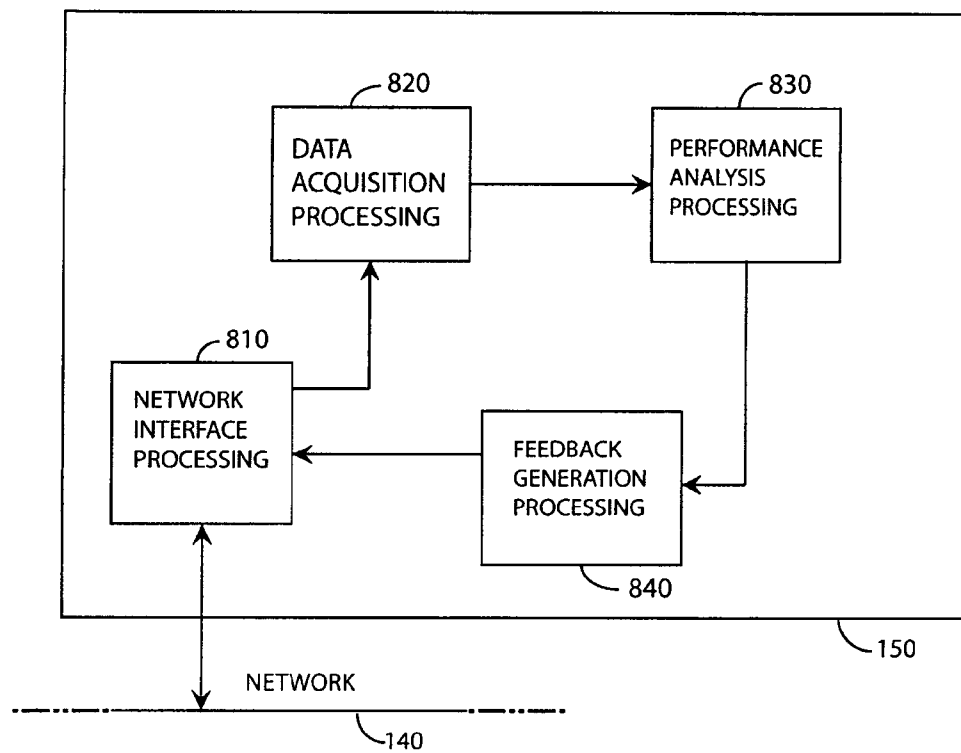 820
DATA
ACQUISITION
PROCESSING
830
PERFORMANCE
ANALYSIS
PROCESSING
810
NETWORK
INTERFACE
PROCESSING
FEEDBACK
GENERATION
PROCESSING
840
150
NETWORK
140